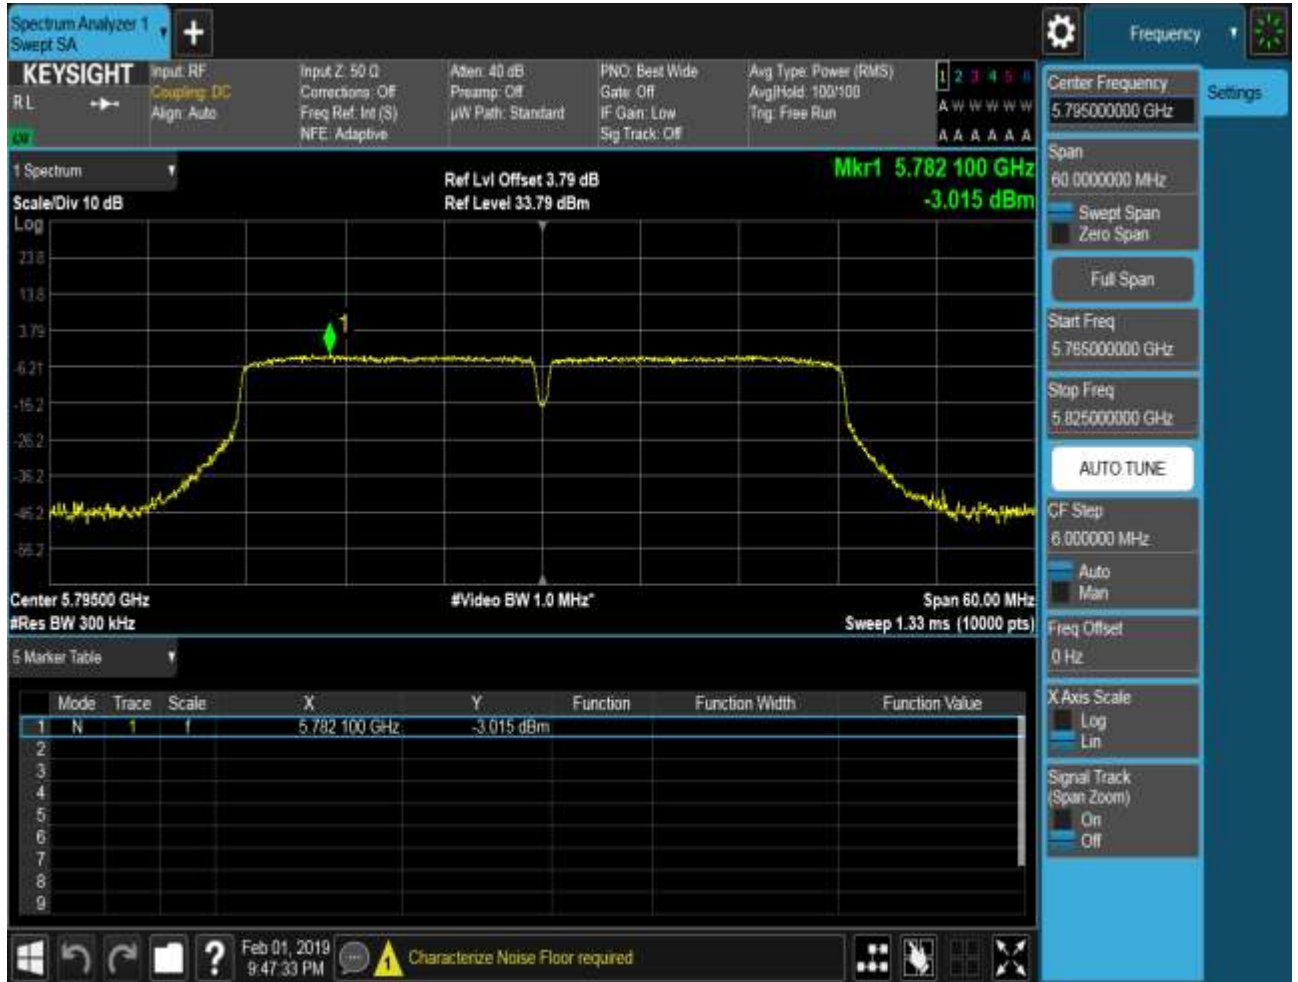 Spectrum Analyzer 1
Swept SA
+
Frequency
KEYSIGHT
R L
Input: RF
Coupling: DC
Align: Auto
Input Z: 50 Ω
Corrections: Off
Freq Ref: Int (S)
NFE: Adaptive
Atten: 40 dB
Preamp: Off
µW Path: Standard
PNO: Best Wide
Gate: Off
IF Gain: Low
Sig Track: Off
Avg Type: Power (RMS)
Avg|Hold: 100/100
Trig: Free Run
1 2 3 4 5 6
A W W W W W
A A A A A A
1 Spectrum
Scale/Div 10 dB
Ref Lvl Offset 3.79 dB
Ref Level 33.79 dBm
Mkr1 5.782 100 GHz
-3.015 dBm
Log
23.8
13.8
3.79
-6.21
-16.2
-26.2
-36.2
-46.2
-56.2
1
Center 5.79500 GHz
#Res BW 300 kHz
#Video BW 1.0 MHz*
Span 60.00 MHz
Sweep 1.33 ms (10000 pts)
5 Marker Table
Mode Trace Scale X Y Function Function Width Function Value
1 N 1 f 5.782 100 GHz -3.015 dBm
2
3
4
5
6
7
8
9
Feb 01, 2019
9:47:33 PM
?
1
Characterize Noise Floor required
Center Frequency
5.795000000 GHz
Settings
Span
60.0000000 MHz
Swept Span
Zero Span
Full Span
Start Freq
5.765000000 GHz
Stop Freq
5.825000000 GHz
AUTO TUNE
CF Step
6.000000 MHz
Auto
Man
Freq Offset
0 Hz
X Axis Scale
Log
Lin
Signal Track
(Span Zoom)
On
Off